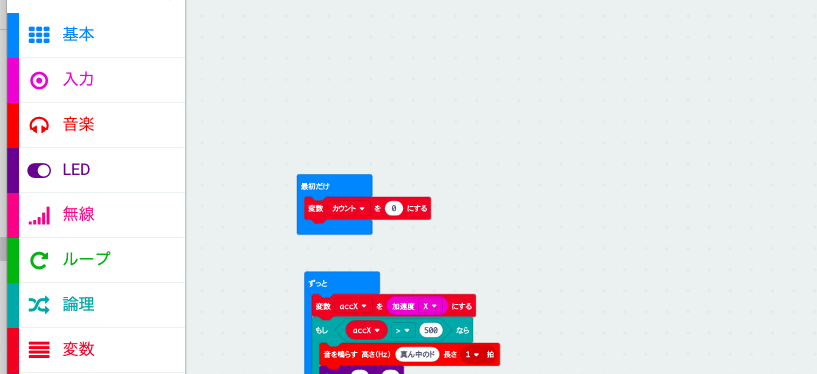 基本
入力
音楽
LED
無線
ループ
論理
変数
最初だけ
変数 カウント を 0 にする
ずっと
変数 accX を 加速度 X にする
もし accX > 500 なら
音を鳴らす 高さ(Hz) 真ん中のド 長さ 1 拍